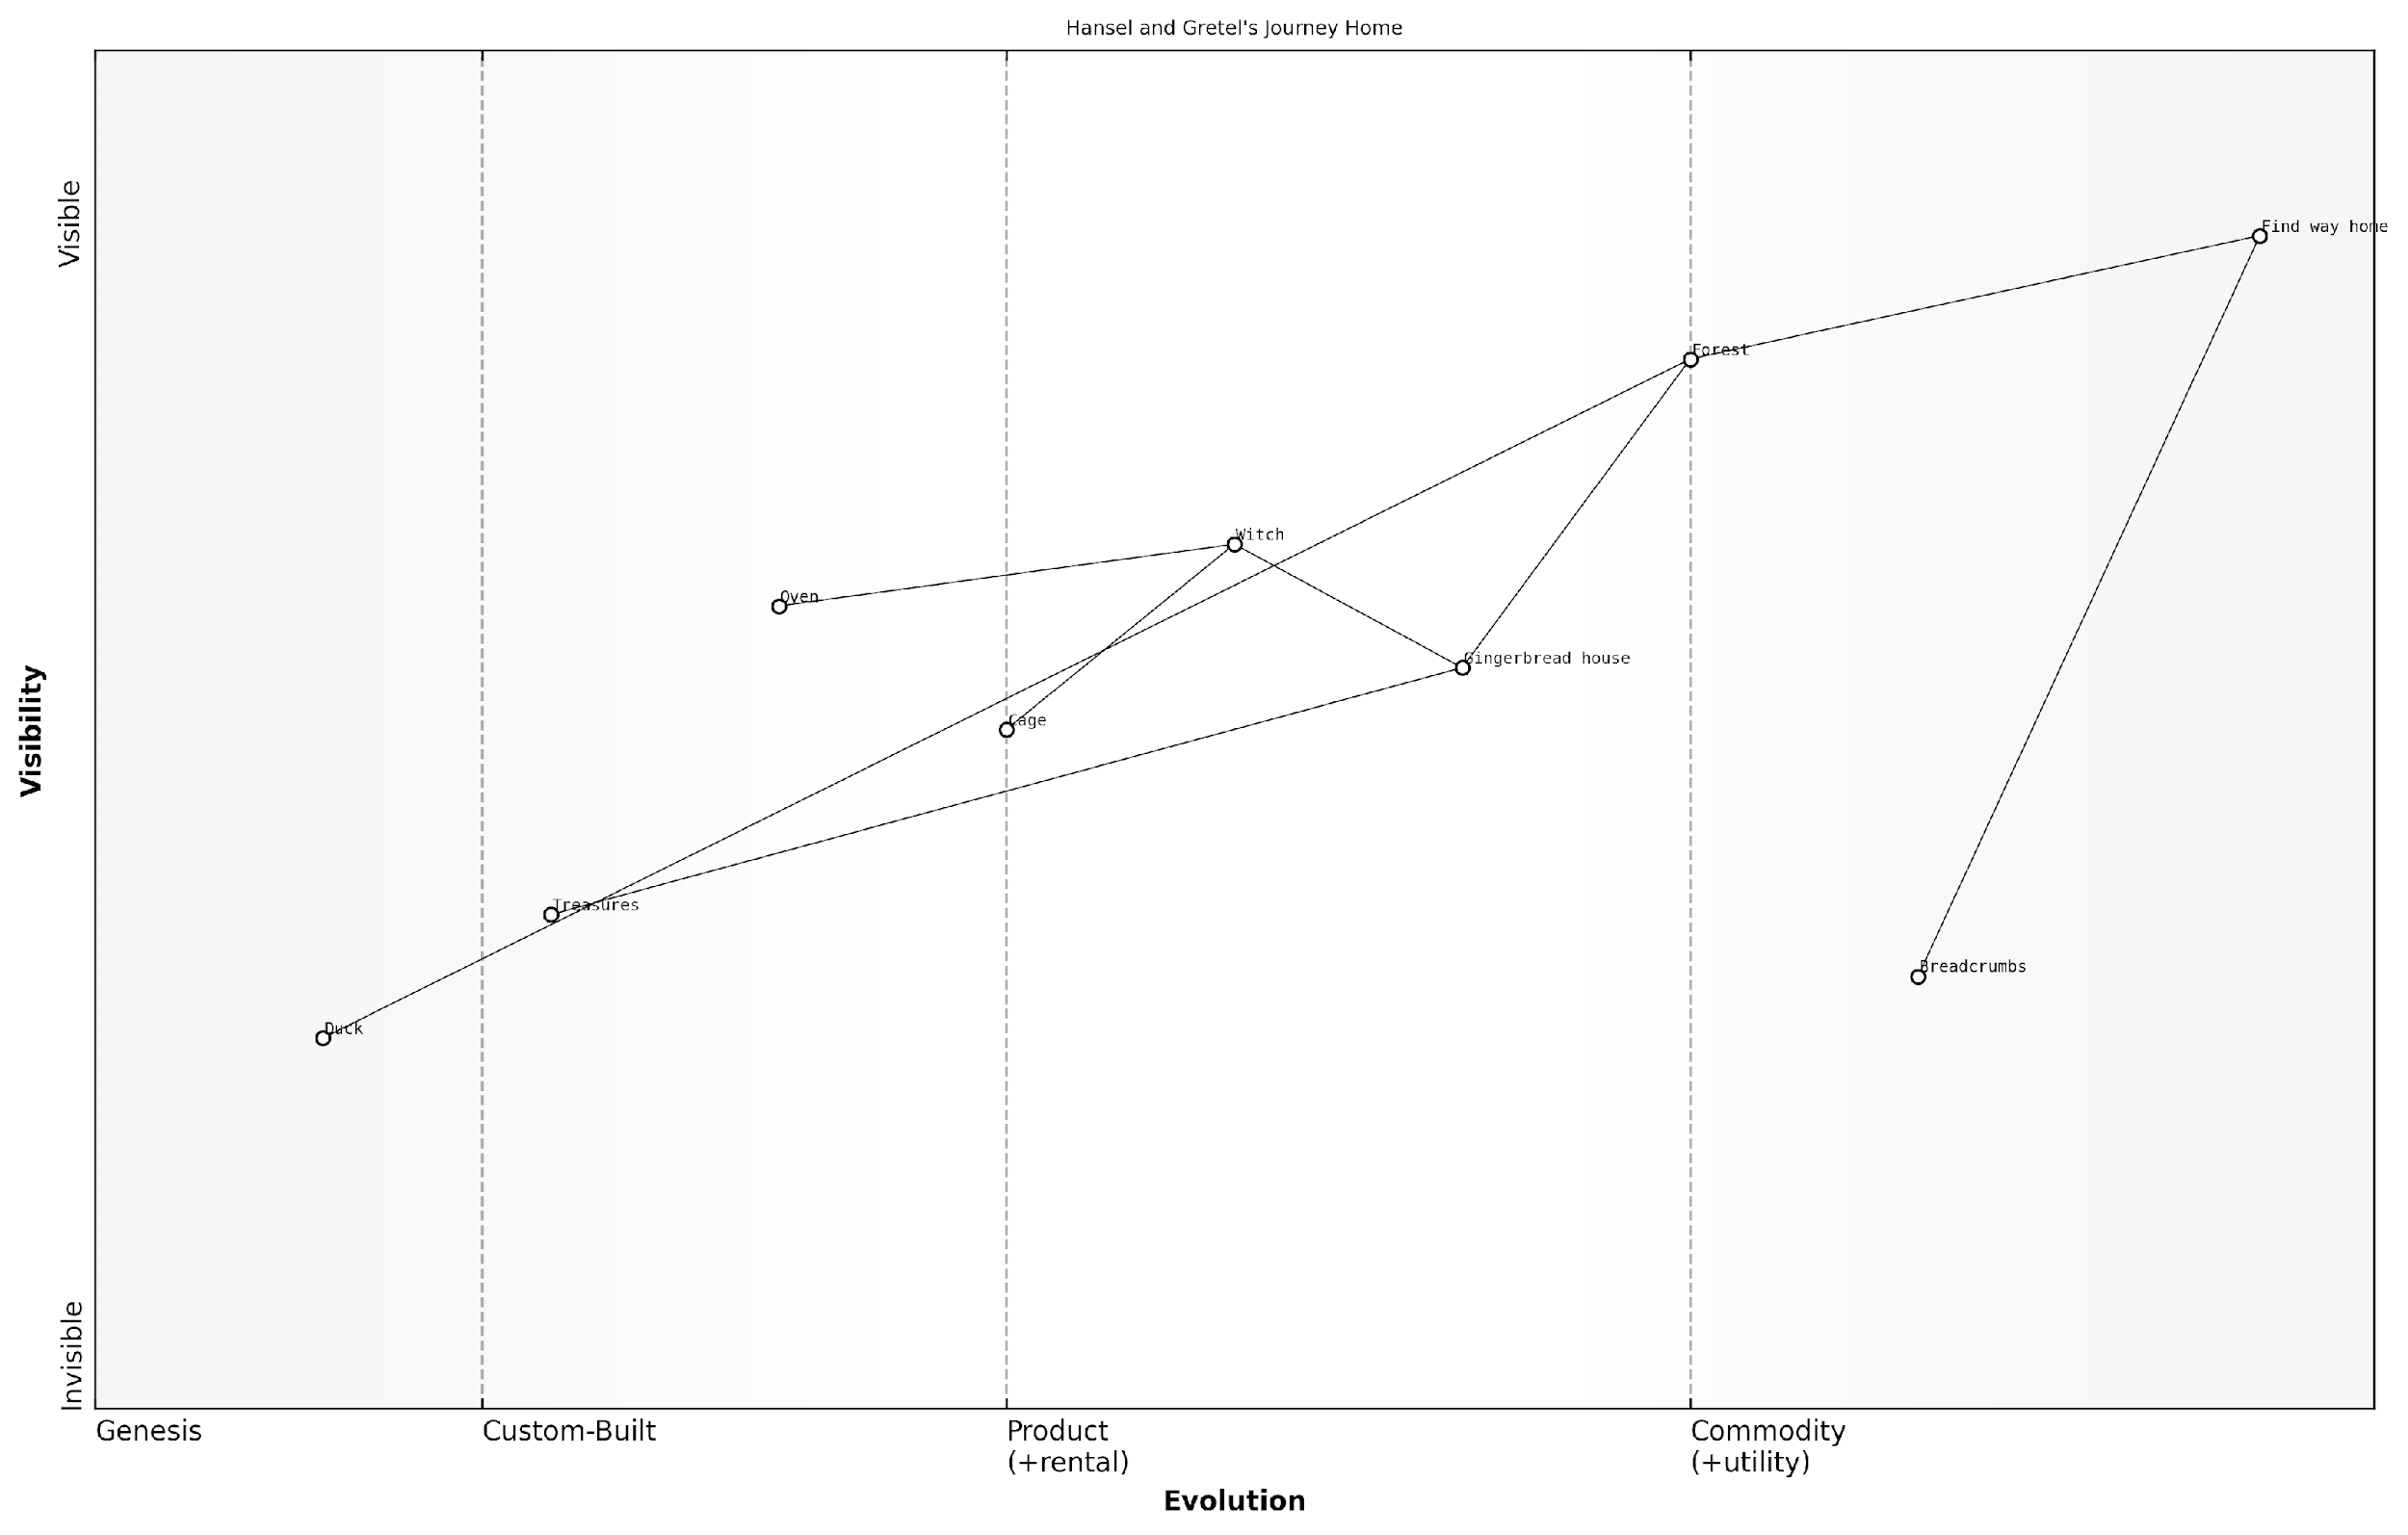 Hansel and Gretel's Journey Home
Visible
Find way home
Forest
Witch
Oven
Gingerbread house
Cage
Visibility
Treasures
Breadcrumbs
Duck
Invisible
Genesis
Custom-Built
Product
(+rental)
Commodity
(+utility)
Evolution